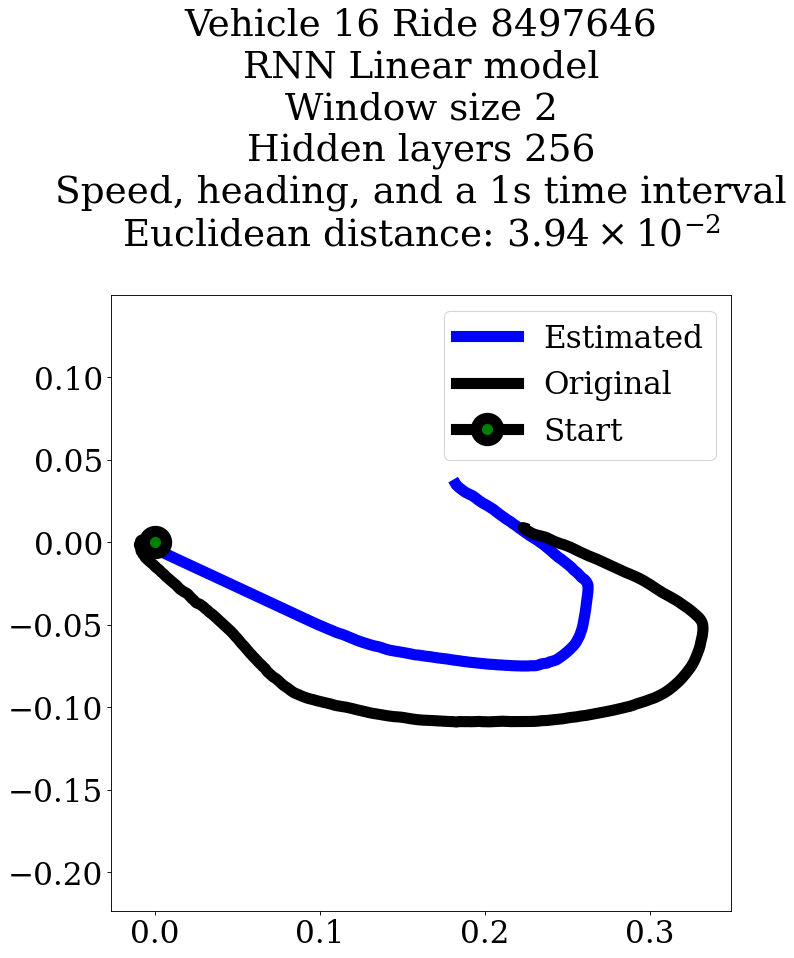 Vehicle 16 Ride 8497646
RNN Linear model
Window size 2
Hidden layers 256
Speed, heading, and a 1s time interval
Euclidean distance: 3.94 × 10⁻²
Estimated
Original
Start
0.10
0.05
0.00
−0.05
−0.10
−0.15
−0.20
0.0 0.1 0.2 0.3